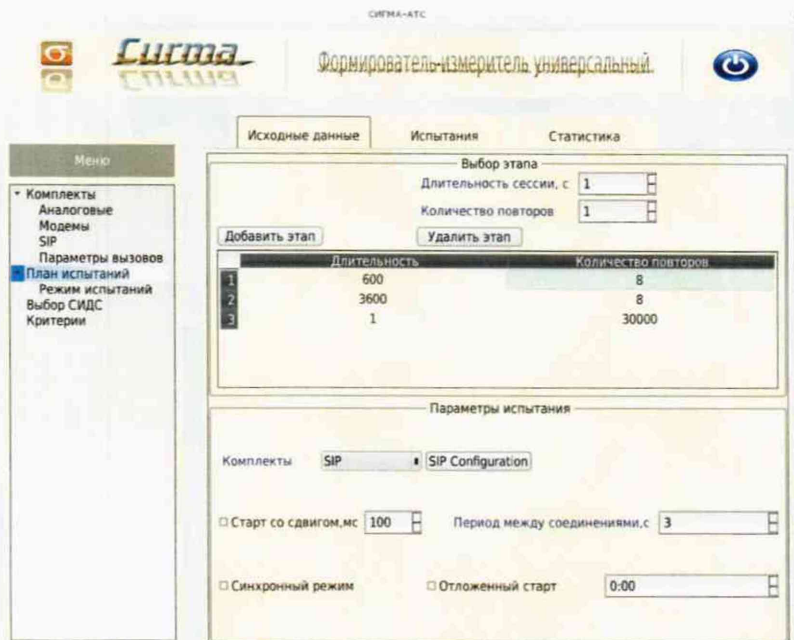 СИГМА-АТС
Сигма
Формирователь-измеритель универсальный.
Исходные данные
Испытания
Статистика
Меню
Комплекты
Аналоговые
Модемы
SIP
Параметры вызовов
План испытаний
Режим испытаний
Выбор СИДС
Критерии
Выбор этапа
Длительность сессии, с 1
Количество повторов 1
Добавить этап
Удалить этап
Длительность Количество повторов
1 600 8
2 3600 8
3 1 30000
Параметры испытания
Комплекты SIP SIP Configuration
Старт со сдвигом,мс 100 Период между соединениями,с 3
Синхронный режим Отложенный старт 0:00